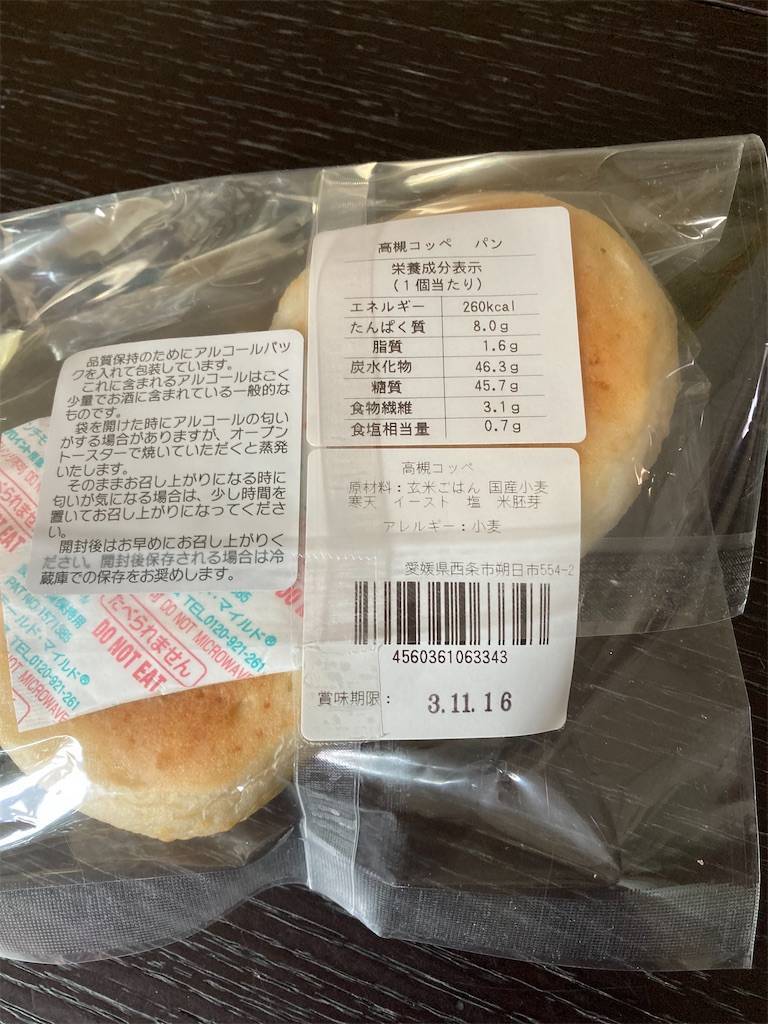 高槻コッペ パン
栄養成分表示
(1個当たり)
エネルギー 260kcal
たんぱく質 8.0g
脂質 1.6g
炭水化物 46.3g
糖質 45.7g
食物繊維 3.1g
食塩相当量 0.7g
品質保持のためにアルコールパッ
クを入れて包装しています。
これに含まれるアルコールはごく
少量でお酒に含まれている一般的な
ものです。
袋を開けた時にアルコールの匂い
がする場合がありますが、オーブン
トースターで焼いていただくと蒸発
いたします。
そのままお召し上がりになる時に
匂いが気になる場合は、少し時間を
置いてお召し上がりになってくださ
い。
開封後はお早めにお召し上がりく
ださい。開封後保存される場合は冷
蔵庫での保存をお奨めします。
高槻コッペ
原材料：玄米ごはん 国産小麦
寒天 イースト 塩 米胚芽
アレルギー：小麦
愛媛県西条市朔日市554-2
4560361063343
賞味期限： 3.11.16
たべられません
DO NOT EAT
DO NOT MICROWAVE
マイルド®
TEL0120-921-261
PAT NO.1571385
TEL0120-921-261